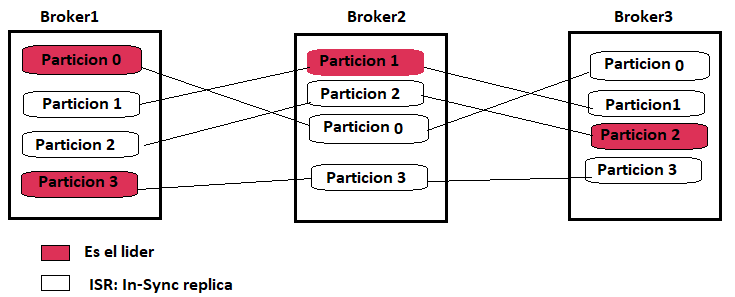 Broker1
Particion 0
Particion 1
Particion 2
Particion 3
Broker2
Particion 1
Particion 2
Particion 0
Particion 3
Broker3
Particion 0
Particion1
Particion 2
Particion 3
Es el lider
ISR: In-Sync replica